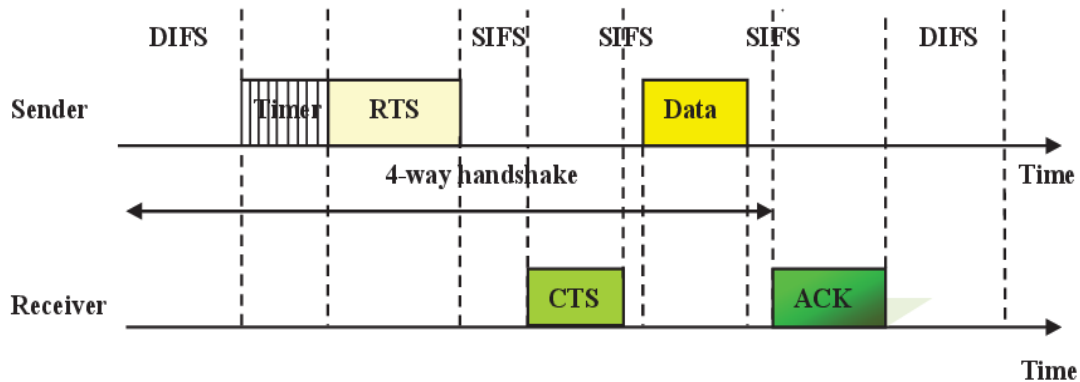 DIFS SIFS SIFS SIFS DIFS
Sender Timer RTS Data
4-way handshake Time
CTS ACK
Receiver
Time